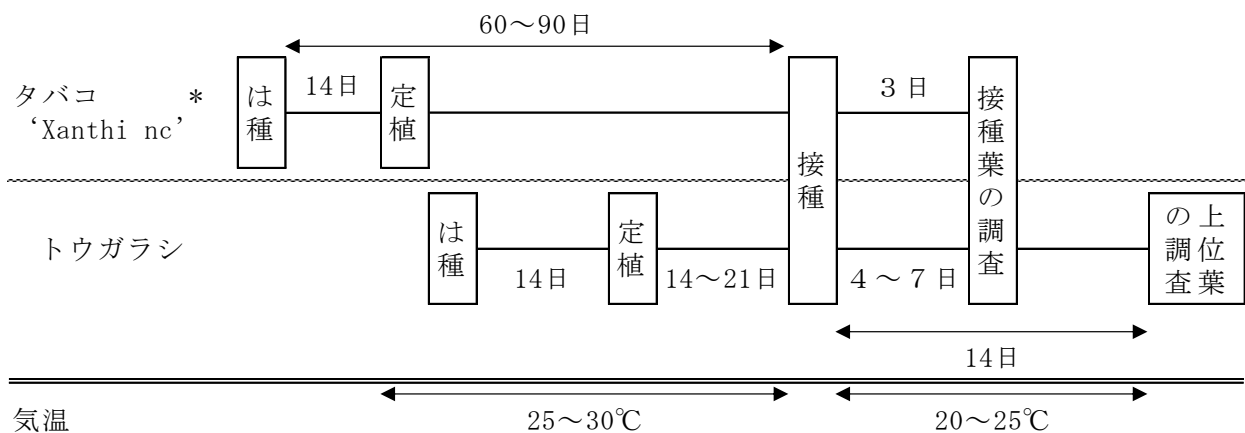 60～90日
タバコ *
‘Xanthi nc’
は種
14日
定植
接種
3日
接種葉の調査
トウガラシ
は種
14日
定植
14～21日
4～7日
上位葉の調査
14日
気温
25～30℃
20～25℃